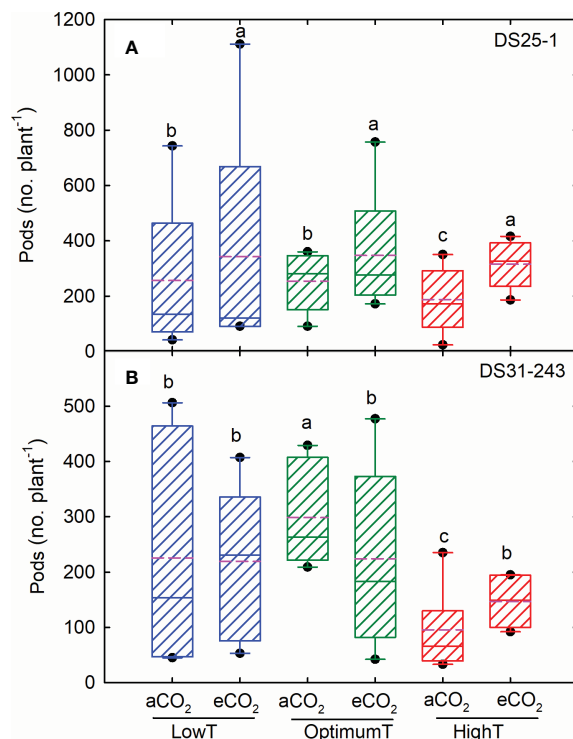 1200
A
a
DS25-1
1000
b
a
800
Pods (no. plant⁻¹)
600
b
c
a
400
200
0
B
b
a
b
DS31-243
500
b
400
Pods (no. plant⁻¹)
300
c
b
200
100
0
aCO₂ eCO₂ aCO₂ eCO₂ aCO₂ eCO₂
LowT OptimumT HighT